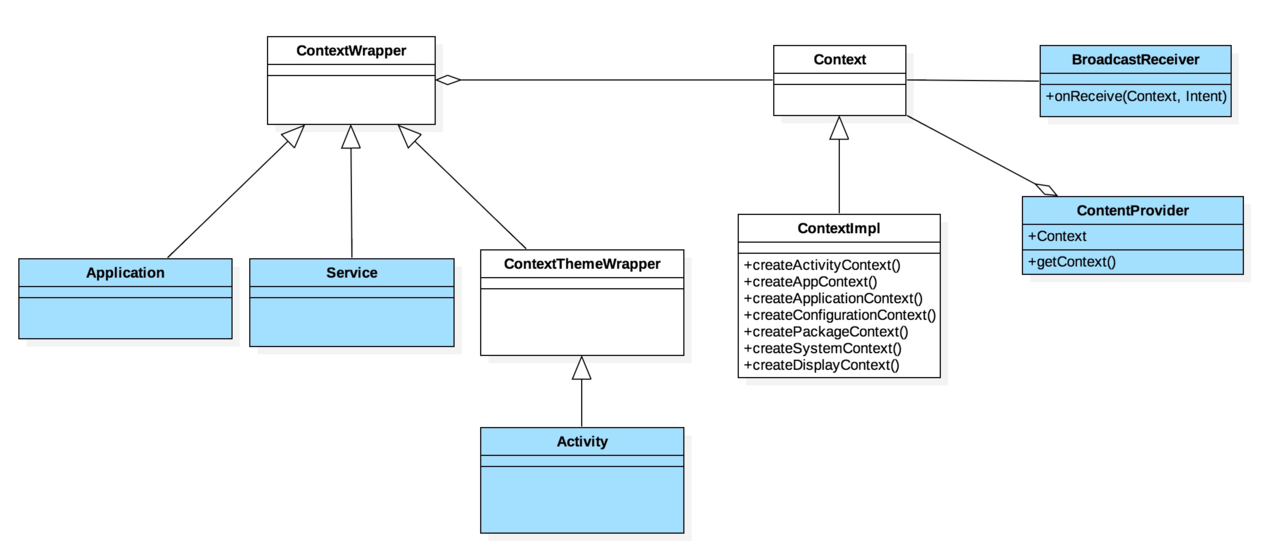 ContextWrapper
Context
BroadcastReceiver
+onReceive(Context, Intent)
ContentProvider
+Context
+getContext()
ContextImpl
+createActivityContext()
+createAppContext()
+createApplicationContext()
+createConfigurationContext()
+createPackageContext()
+createSystemContext()
+createDisplayContext()
Application
Service
ContextThemeWrapper
Activity